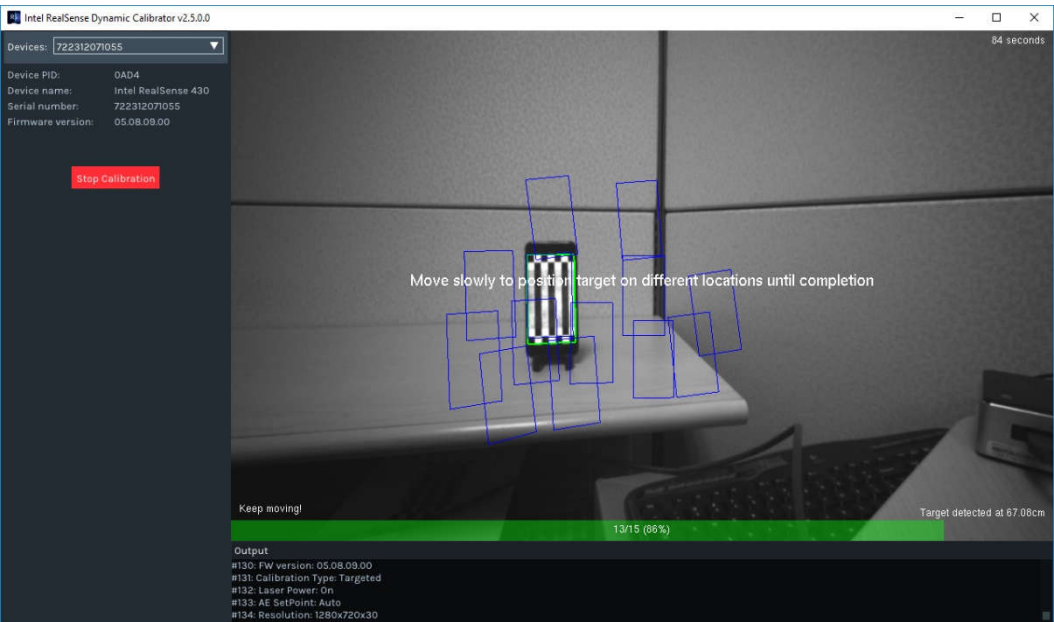 Intel RealSense Dynamic Calibrator v2.5.0.0
Devices: 722312071055
84 seconds
Device PID: 0AD4
Device name: Intel RealSense 430
Serial number: 722312071055
Firmware version: 05.08.09.00
Stop Calibration
Move slowly to position target on different locations until completion
Keep moving!
Target detected at 67.08cm
13/15 (86%)
Output
#130: FW version: 05.08.09.00
#131: Calibration Type: Targeted
#132: Laser Power: On
#133: AE SetPoint: Auto
#134: Resolution: 1280x720x30